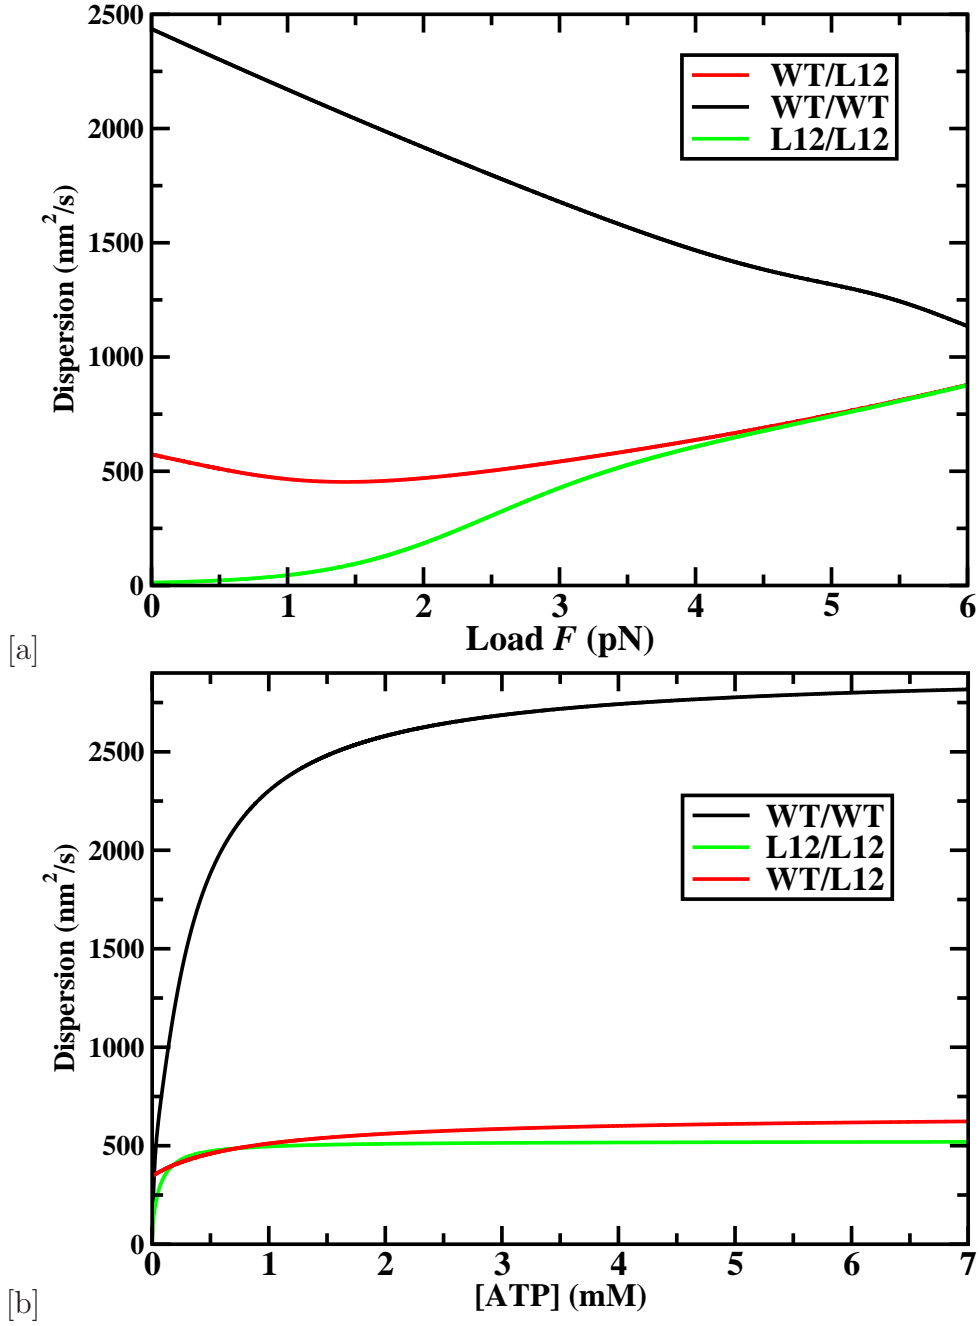 2500
2000
1500
1000
500
0
Dispersion (nm²/s)
WT/L12
WT/WT
L12/L12
0 1 2 3 4 5 6
Load F (pN)
[a]
2500
2000
1500
1000
500
0
Dispersion (nm²/s)
WT/WT
L12/L12
WT/L12
0 1 2 3 4 5 6 7
[ATP] (mM)
[b]